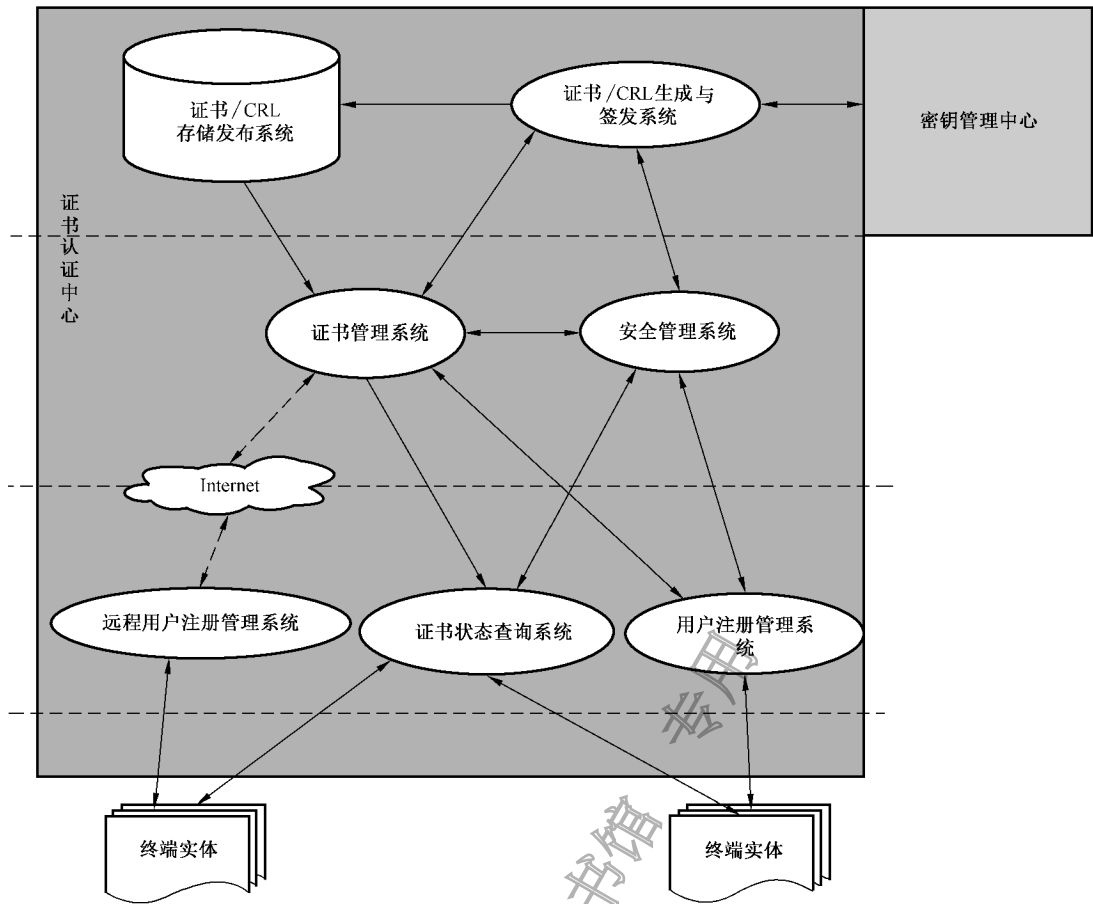 证书/CRL
存储发布系统
证书/CRL生成与
签发系统
密钥管理中心
证书认证中心
证书管理系统
安全管理系统
Internet
远程用户注册管理系统
证书状态查询系统
用户注册管理系
统
专用
书馆
终端实体
终端实体